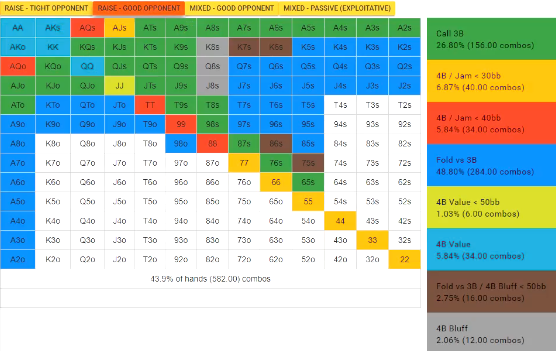 RAISE - TIGHT OPPONENT RAISE - GOOD OPPONENT MIXED - GOOD OPPONENT MIXED - PASSIVE (EXPLOITATIVE)
AA AKs AQs AJs ATs A9s A8s A7s A6s A5s A4s A3s A2s
AKo KK KQs KJs KTs K9s K8s K7s K6s K5s K4s K3s K2s
AQo KQo QQ QJs QTs Q9s Q8s Q7s Q6s Q5s Q4s Q3s Q2s
AJo KJo QJo JJ JTs J9s J8s J7s J6s J5s J4s J3s J2s
ATo KTo QTo JTo TT T9s T8s T7s T6s T5s T4s T3s T2s
A9o K9o Q9o J9o T9o 99 98s 97s 96s 95s 94s 93s 92s
A8o K8o Q8o J8o T8o 98o 88 87s 86s 85s 84s 83s 82s
A7o K7o Q7o J7o T7o 97o 87o 77 76s 75s 74s 73s 72s
A6o K6o Q6o J6o T6o 96o 86o 76o 66 65s 64s 63s 62s
A5o K5o Q5o J5o T5o 95o 85o 75o 65o 55 54s 53s 52s
A4o K4o Q4o J4o T4o 94o 84o 74o 64o 54o 44 43s 42s
A3o K3o Q3o J3o T3o 93o 83o 73o 63o 53o 43o 33 32s
A2o K2o Q2o J2o T2o 92o 82o 72o 62o 52o 42o 32o 22
43.9% of hands (582.00) combos
Call 3B
26.80% (156.00 combos)
4B / Jam < 30bb
6.87% (40.00 combos)
4B / Jam < 40bb
5.84% (34.00 combos)
Fold vs 3B
48.80% (284.00 combos)
4B Value < 50bb
1.03% (6.00 combos)
4B Value
5.84% (34.00 combos)
Fold vs 3B / 4B Bluff < 50bb
2.75% (16.00 combos)
4B Bluff
2.06% (12.00 combos)